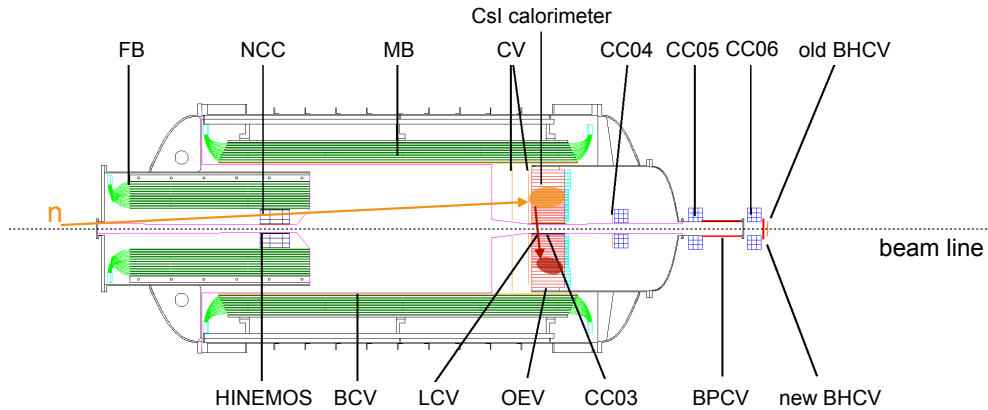 CsI calorimeter
FB
NCC
MB
CV
CC04
CC05
CC06
old BHCV
n
beam line
HINEMOS
BCV
LCV
OEV
CC03
BPCV
new BHCV